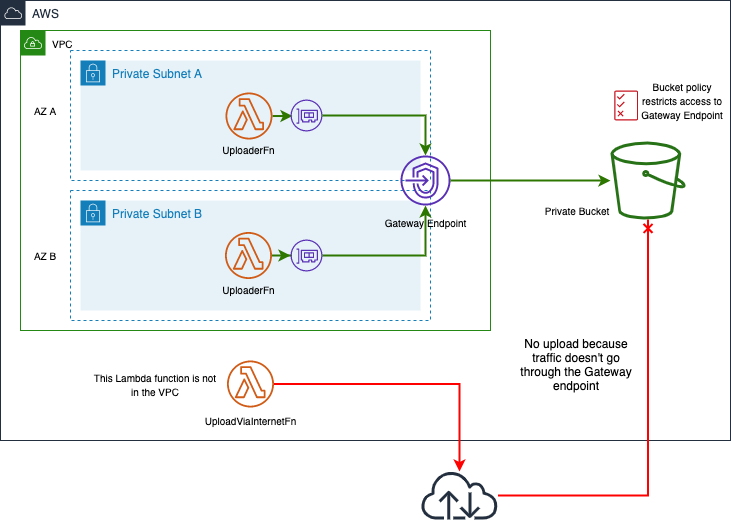 AWS
VPC
Private Subnet A
AZ A
UploaderFn
Bucket policy
restricts access to
Gateway Endpoint
Private Bucket
Gateway Endpoint
Private Subnet B
AZ B
UploaderFn
No upload because
traffic doesn't go
through the Gateway
endpoint
This Lambda function is not
in the VPC
UploadViaInternetFn